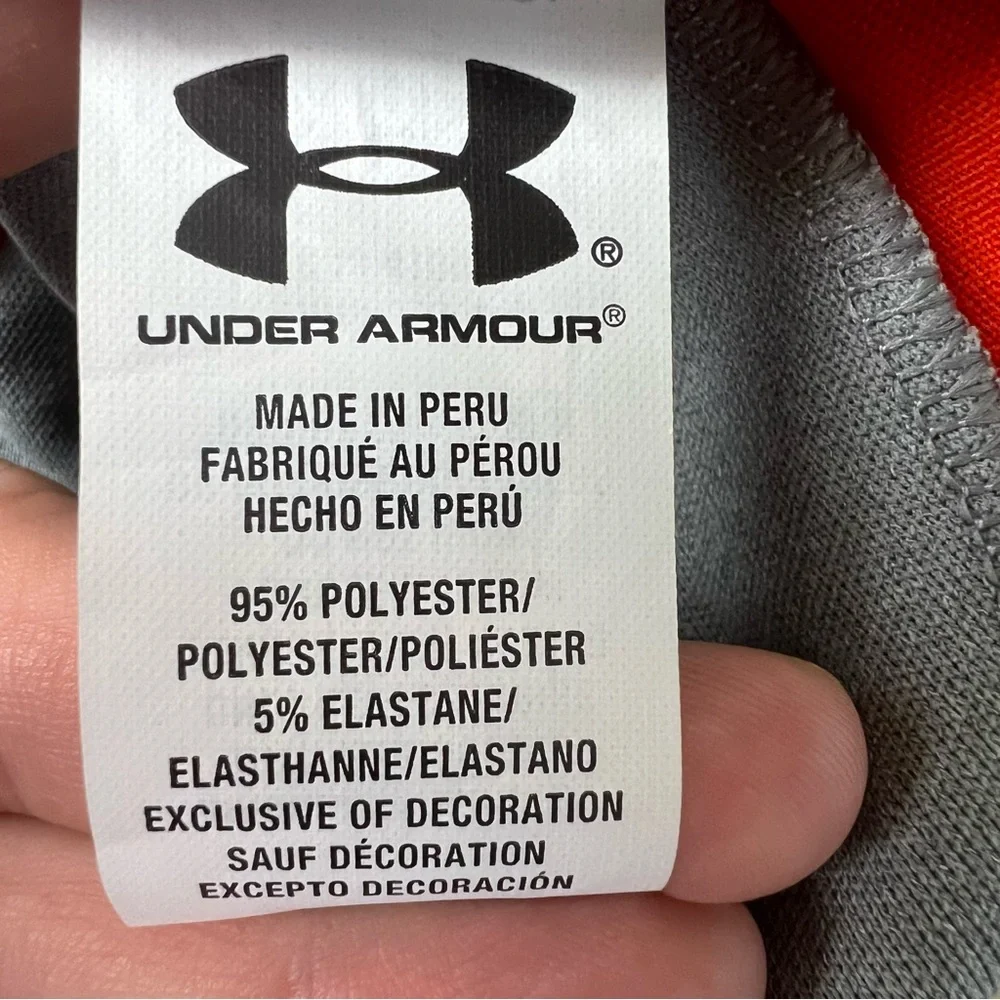 ®
UNDER ARMOUR®
MADE IN PERU
FABRIQUÉ AU PÉROU
HECHO EN PERÚ
95% POLYESTER/
POLYESTER/POLIÉSTER
5% ELASTANE/
ELASTHANNE/ELASTANO
EXCLUSIVE OF DECORATION
SAUF DÉCORATION
EXCEPTO DECORACIÓN